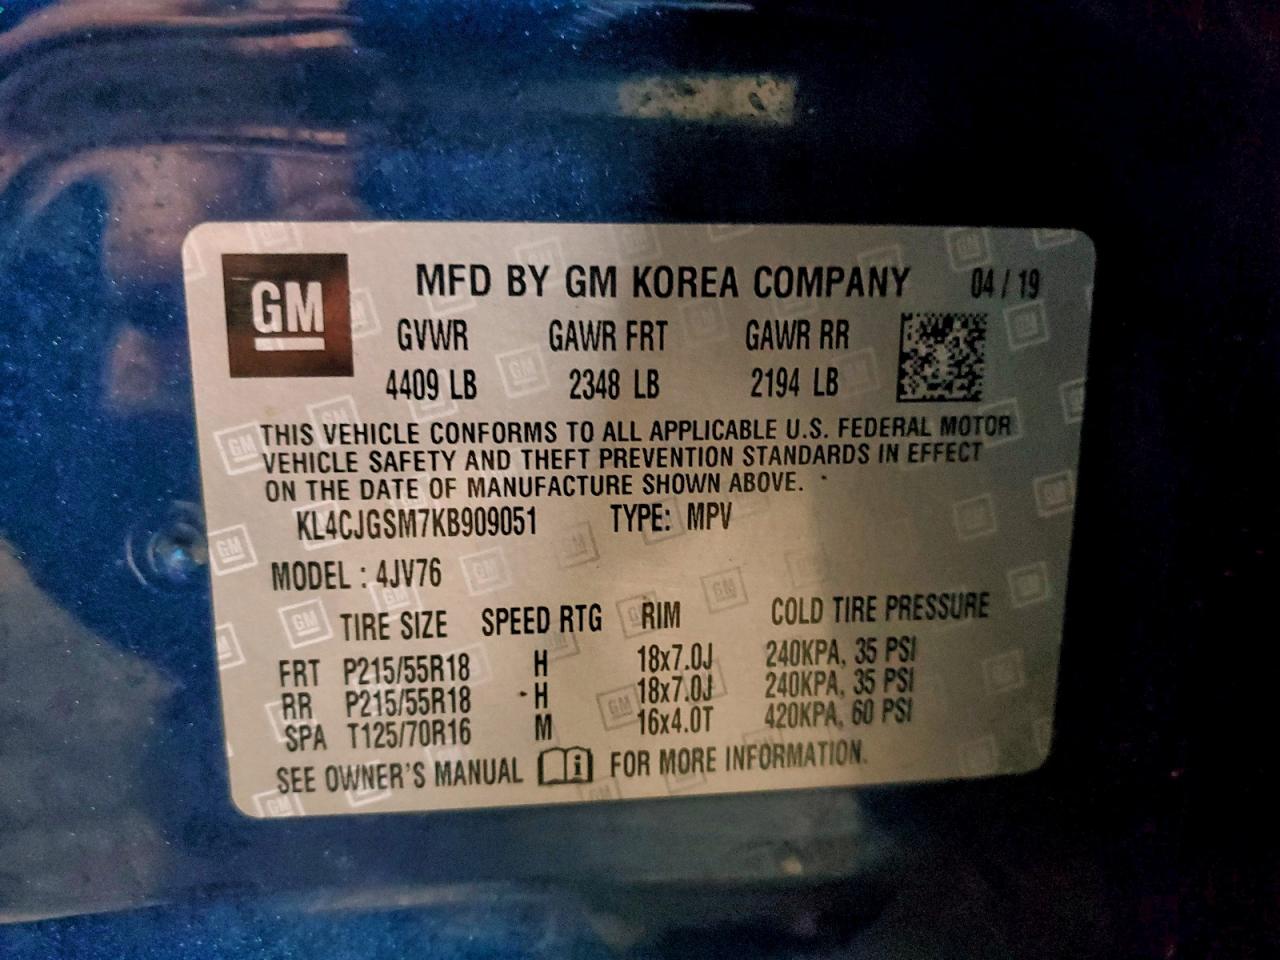 GM
MFD BY GM KOREA COMPANY 04 / 19
GVWR GAWR FRT GAWR RR
4409 LB 2348 LB 2194 LB
THIS VEHICLE CONFORMS TO ALL APPLICABLE U.S. FEDERAL MOTOR
VEHICLE SAFETY AND THEFT PREVENTION STANDARDS IN EFFECT
ON THE DATE OF MANUFACTURE SHOWN ABOVE.
KL4CJGSM7KB909051 TYPE: MPV
MODEL : 4JV76
TIRE SIZE SPEED RTG RIM COLD TIRE PRESSURE
FRT P215/55R18 H 18x7.0J 240KPA, 35 PSI
RR P215/55R18 H 18x7.0J 240KPA, 35 PSI
SPA T125/70R16 M 16x4.0T 420KPA, 60 PSI
SEE OWNER'S MANUAL i FOR MORE INFORMATION.